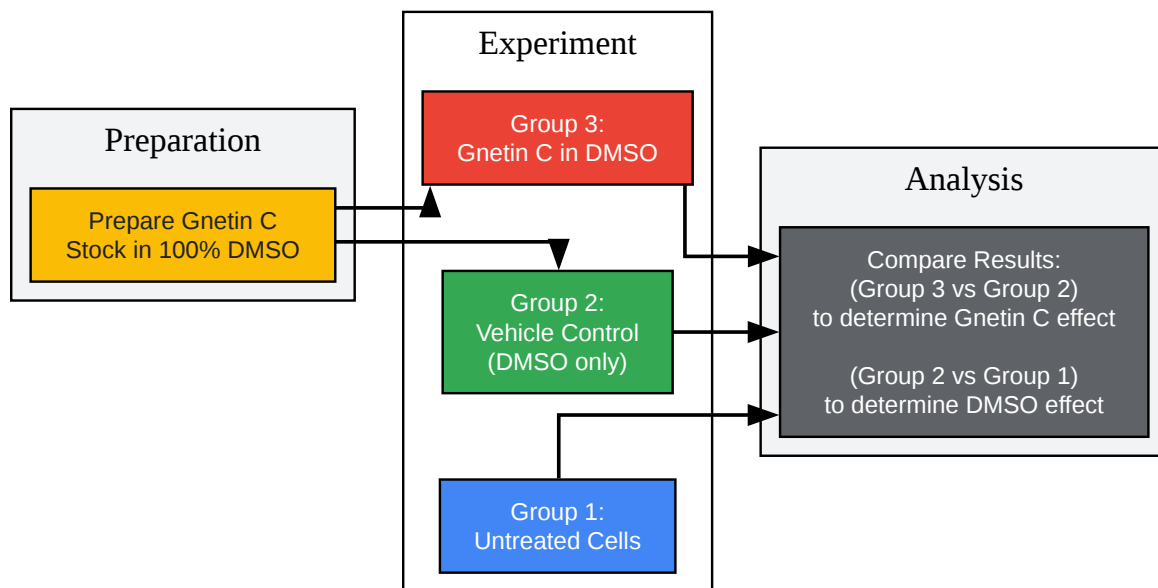 Preparation
Prepare Gnetin C
Stock in 100% DMSO
Experiment
Group 3:
Gnetin C in DMSO
Group 2:
Vehicle Control
(DMSO only)
Group 1:
Untreated Cells
Analysis
Compare Results:
(Group 3 vs Group 2)
to determine Gnetin C effect
(Group 2 vs Group 1)
to determine DMSO effect